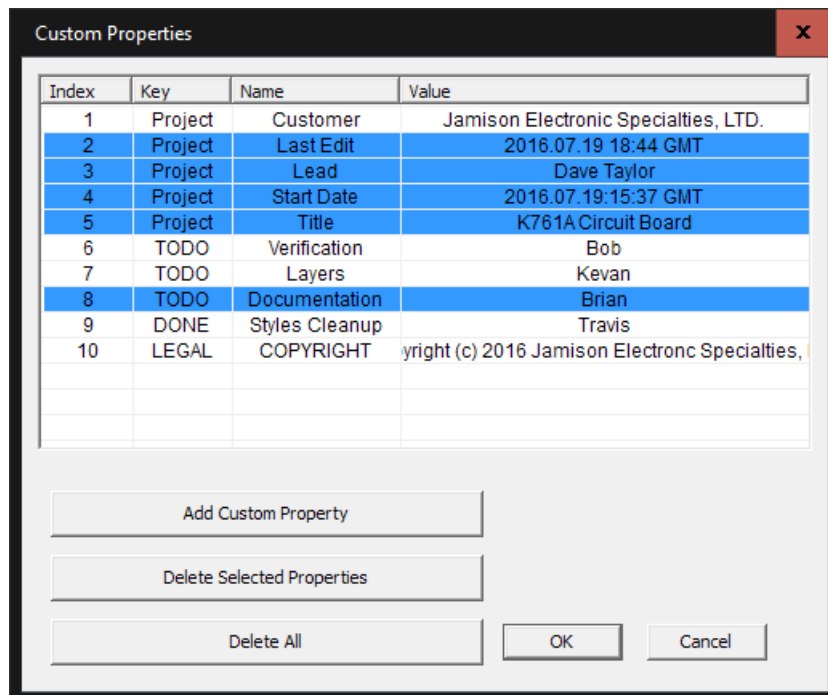 Custom Properties x
Index Key Name Value
1 Project Customer Jamison Electronic Specialties, LTD.
2 Project Last Edit 2016.07.19 18:44 GMT
3 Project Lead Dave Taylor
4 Project Start Date 2016.07.19:15:37 GMT
5 Project Title K761A Circuit Board
6 TODO Verification Bob
7 TODO Layers Kevan
8 TODO Documentation Brian
9 DONE Styles Cleanup Travis
10 LEGAL COPYRIGHT yright (c) 2016 Jamison Electronc Specialties,
Add Custom Property
Delete Selected Properties
Delete All OK Cancel